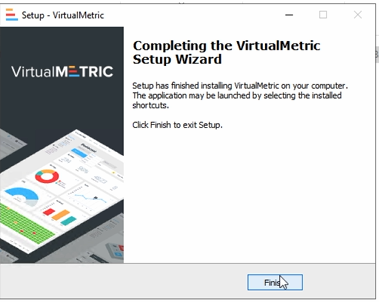 Setup - VirtualMetric
VirtualMETRIC
Completing the VirtualMetric
Setup Wizard
Setup has finished installing VirtualMetric on your computer.
The application may be launched by selecting the installed
shortcuts.
Click Finish to exit Setup.
Finish